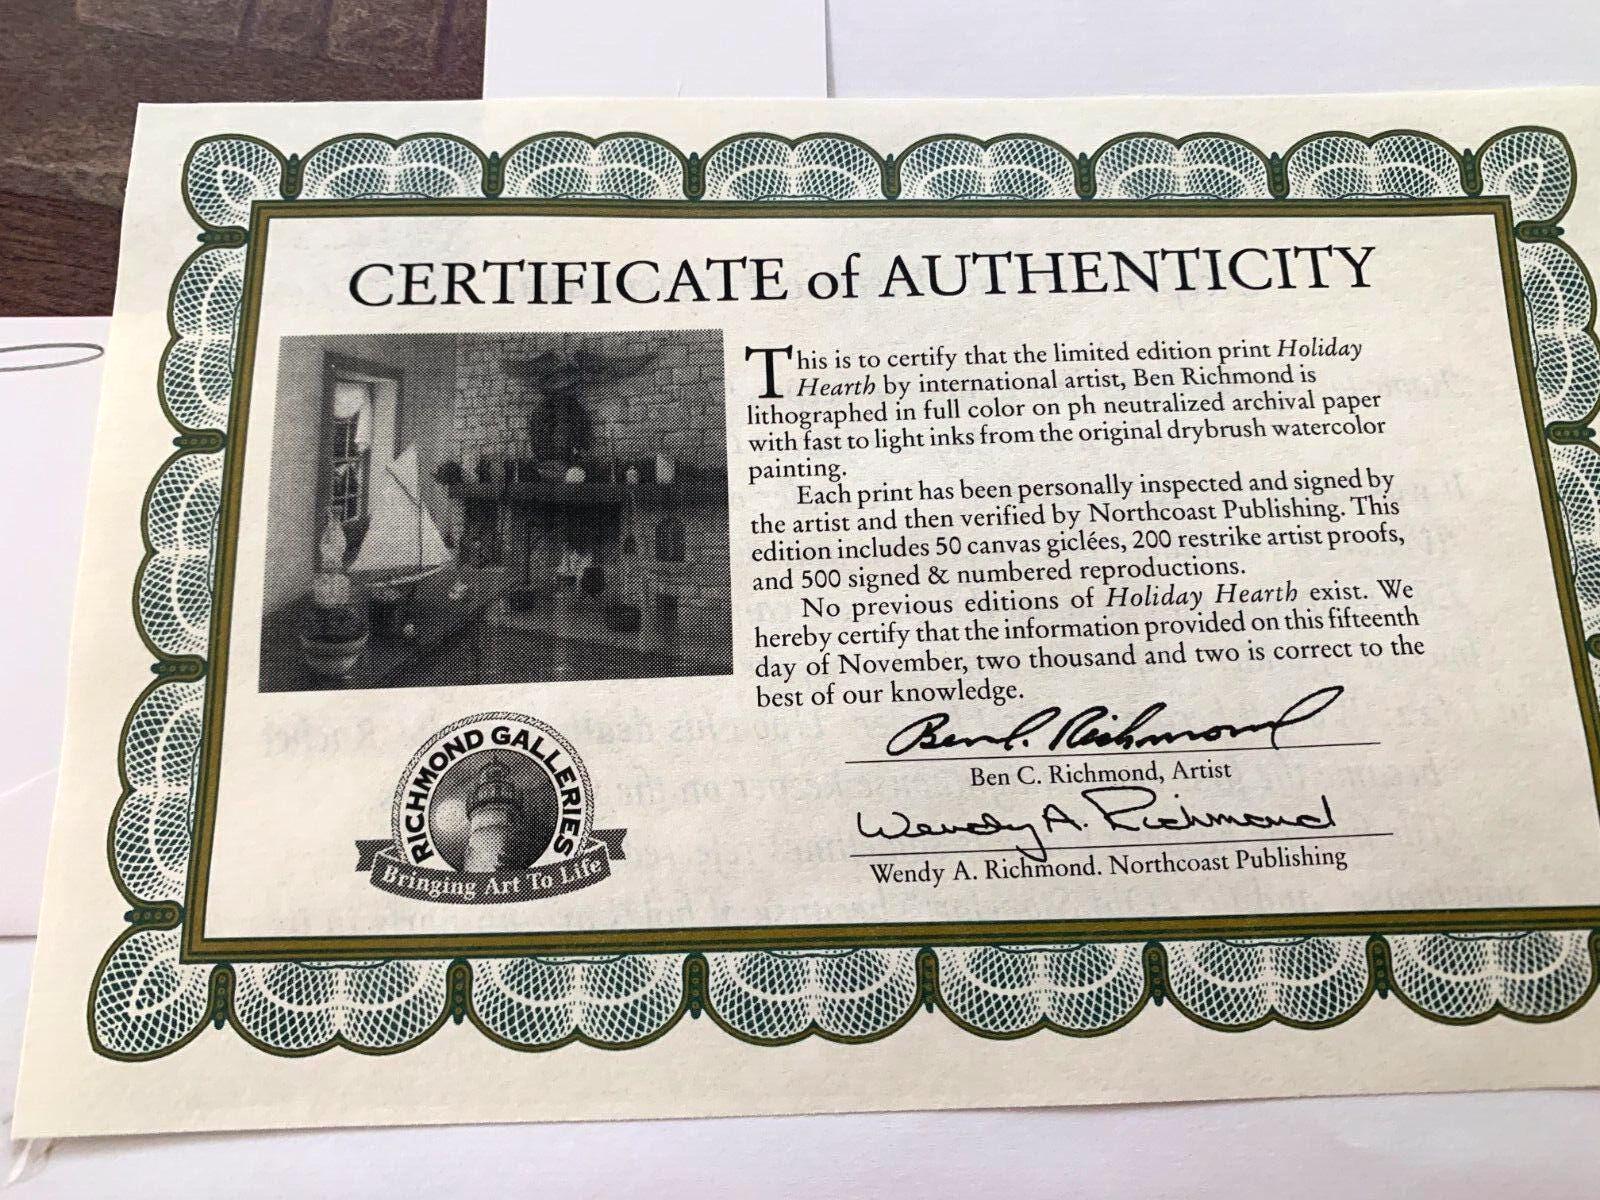 CERTIFICATE of AUTHENTICITY
This is to certify that the limited edition print Holiday
Hearth by international artist, Ben Richmond is
lithographed in full color on ph neutralized archival paper
with fast to light inks from the original drybrush watercolor
painting.
Each print has been personally inspected and signed by
the artist and then verified by Northcoast Publishing. This
edition includes 50 canvas giclées, 200 restrike artist proofs,
and 500 signed & numbered reproductions.
No previous editions of Holiday Hearth exist. We
hereby certify that the information provided on this fifteenth
day of November, two thousand and two is correct to the
best of our knowledge.
Ben C. Richmond
Ben C. Richmond, Artist
Wendy A. Richmond
Wendy A. Richmond. Northcoast Publishing
RICHMOND GALLERIES
Bringing Art To Life